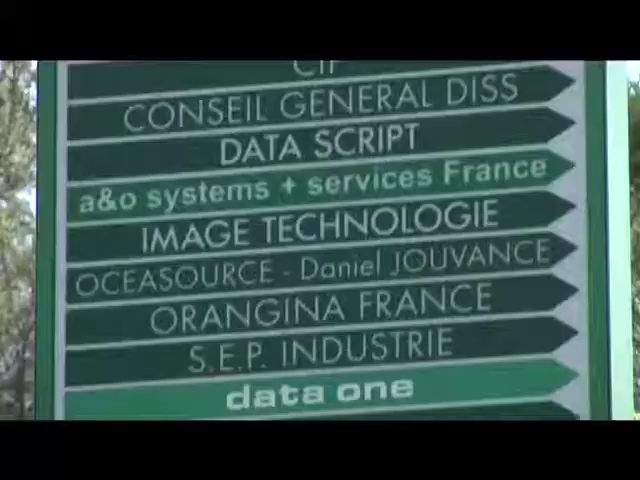 CONSEIL GENERAL DISS
DATA SCRIPT
a&o systems + services France
IMAGE TECHNOLOGIE
OCEASOURCE - Daniel JOUVANCE
ORANGINA FRANCE
S.E.P. INDUSTRIE
data one